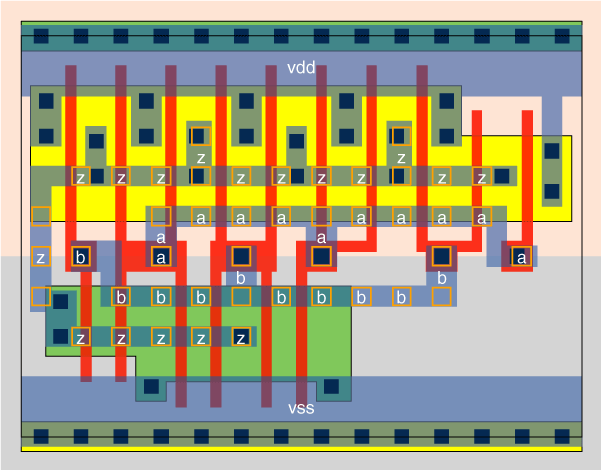 vdd
z z
z z z z z z z z z
a a a a a a a
a a
z b a a
b b
b b b b b b b
z z z z z
vss